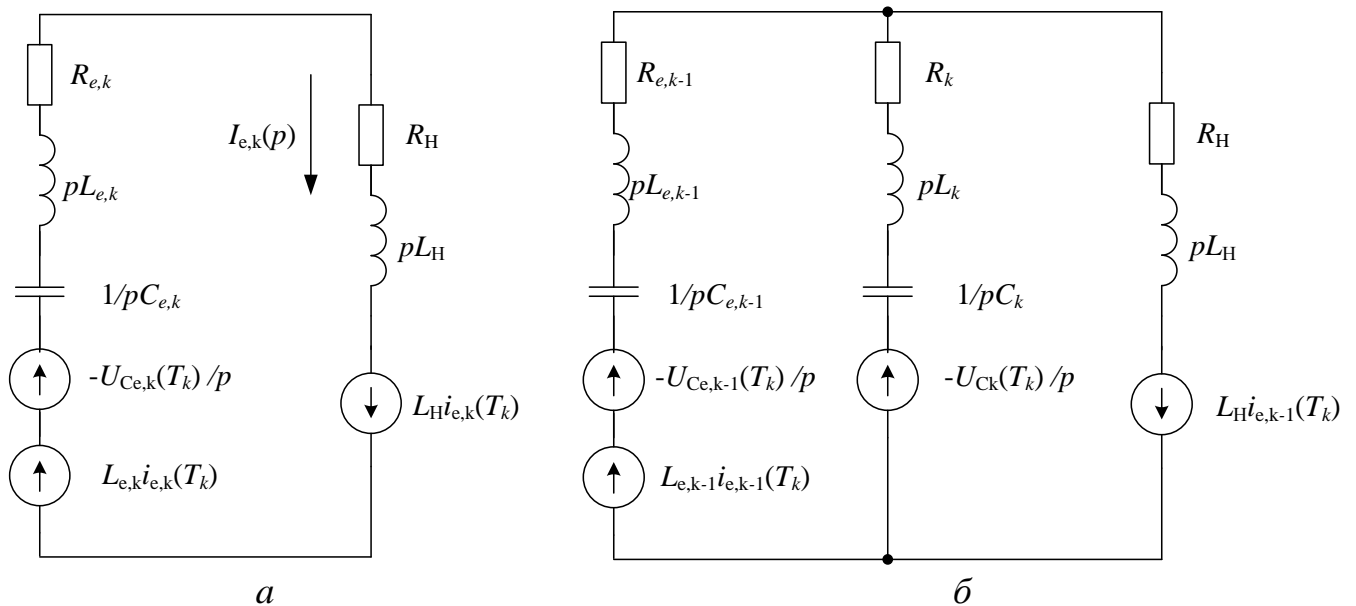 R_{e,k}
I_{e,k}(p)
R_H
pL_{e,k}
pL_H
1/pC_{e,k}
-U_{Ce,k}(T_k) /p
L_H i_{e,k}(T_k)
L_{e,k} i_{e,k}(T_k)
а
R_{e,k-1}
R_k
R_H
pL_{e,k-1}
pL_k
pL_H
1/pC_{e,k-1}
1/pC_k
-U_{Ce,k-1}(T_k) /p
-U_{Ck}(T_k) /p
L_H i_{e,k-1}(T_k)
L_{e,k-1} i_{e,k-1}(T_k)
б